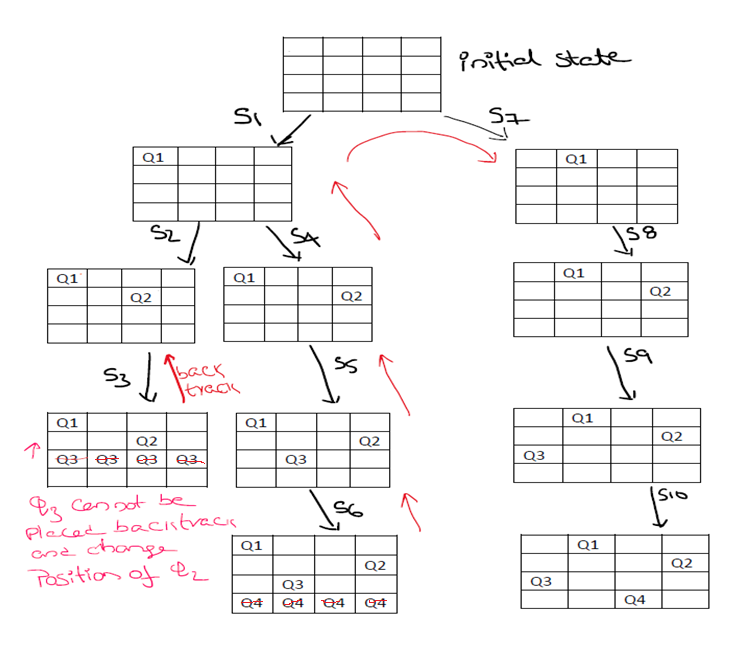 initial state
S1
S7
Q1
Q1
S2
S4
S8
Q1
Q2
Q1
Q2
Q1
Q2
S3
back
track
S5
S9
Q1
Q2
Q3 Q3 Q3 Q3
Q1
Q2
Q3
Q1
Q2
Q3
Q3 cannot be
placed backtrack
and change
Position of Q2
S6
S10
Q1
Q2
Q3
Q4 Q4 Q4 Q4
Q1
Q2
Q3
Q4